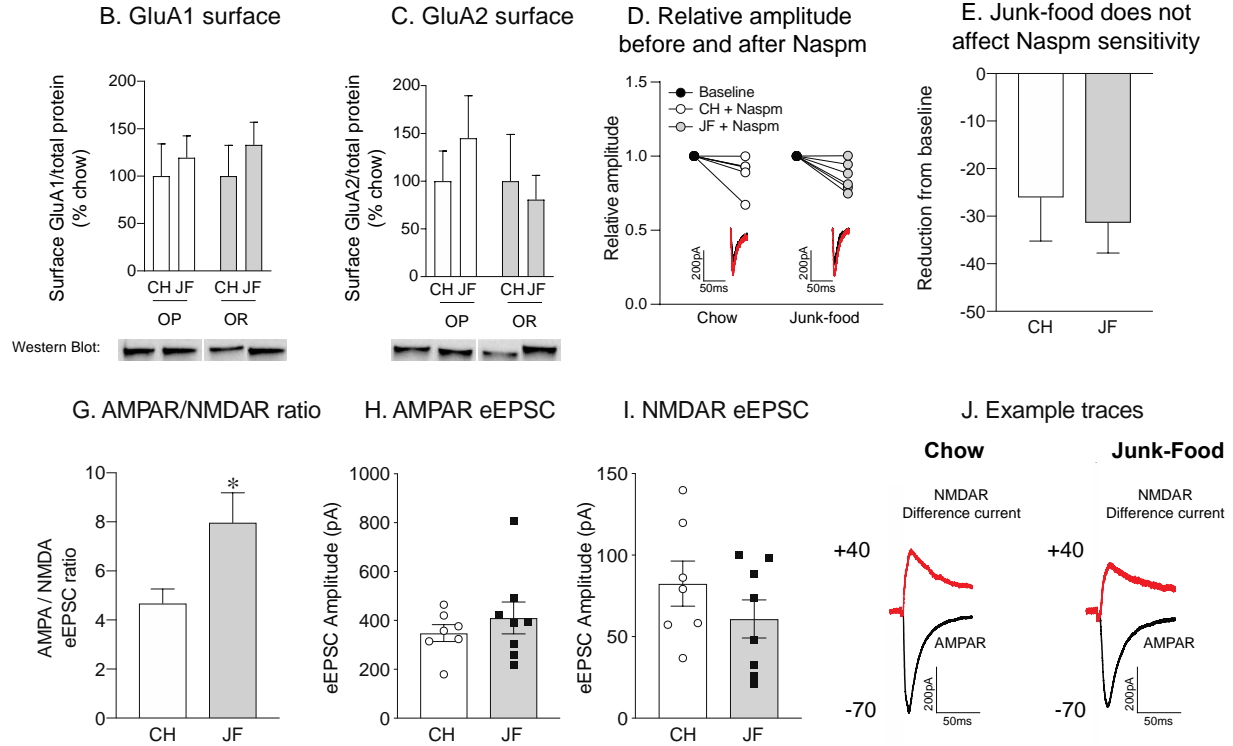 B. GluA1 surface
Surface GluA1/total protein
(% chow)
200
150
100
50
0
CH JF
CH JF
OP
OR
Western Blot:
C. GluA2 surface
Surface GluA2/total protein
(% chow)
200
150
100
50
0
CH JF
CH JF
OP
OR
D. Relative amplitude
before and after Naspm
Relative amplitude
1.5
1.0
0.5
0.0
Baseline
CH + Naspm
JF + Naspm
200pA
50ms
200pA
50ms
Chow
Junk-food
E. Junk-food does not
affect Naspm sensitivity
Reduction from baseline
0
-10
-20
-30
-40
-50
CH
JF
G. AMPAR/NMDAR ratio
AMPA / NMDA
eEPSC ratio
10
8
6
4
2
0
*
CH
JF
H. AMPAR eEPSC
eEPSC Amplitude (pA)
1000
800
600
400
200
0
CH
JF
I. NMDAR eEPSC
eEPSC Amplitude (pA)
150
100
50
0
CH
JF
J. Example traces
Chow
NMDAR
Difference current
+40
AMPAR
-70
200pA
50ms
Junk-Food
NMDAR
Difference current
+40
AMPAR
-70
200pA
50ms